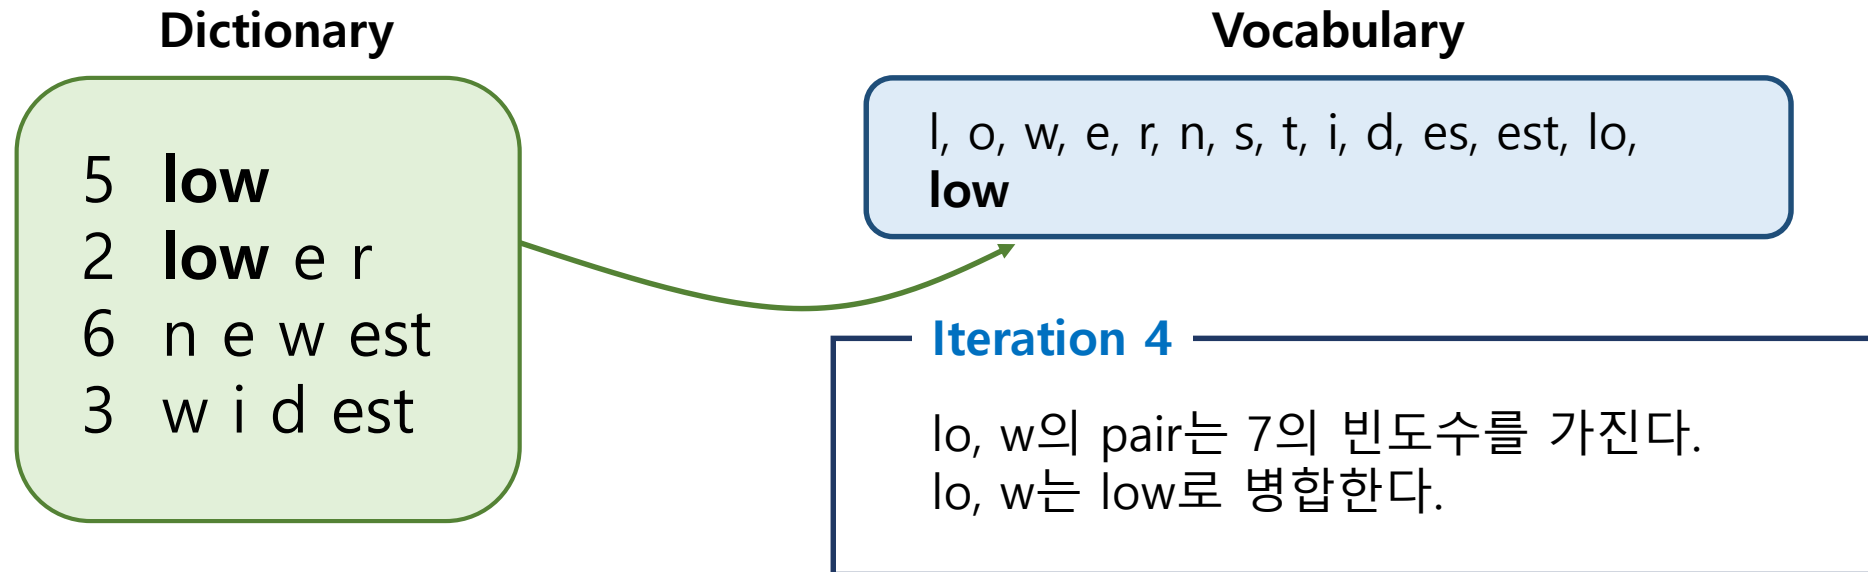 Dictionary
5 low
2 low e r
6 n e w est
3 w i d est
Vocabulary
l, o, w, e, r, n, s, t, i, d, es, est, lo,
low
Iteration 4
lo, w의 pair는 7의 빈도수를 가진다.
lo, w는 low로 병합한다.